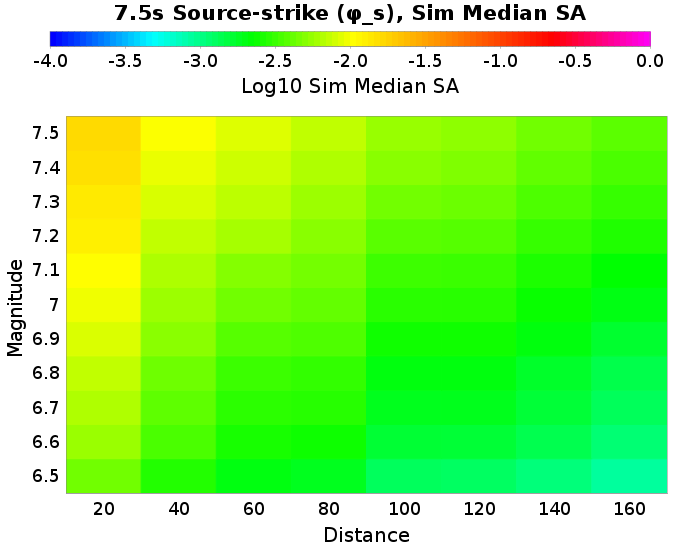 7.5s Source-strike (φ_s), Sim Median SA
-4.0 -3.5 -3.0 -2.5 -2.0 -1.5 -1.0 -0.5 0.0
Log10 Sim Median SA
7.5
7.4
7.3
7.2
7.1
7
6.9
6.8
6.7
6.6
6.5
Magnitude
20 40 60 80 100 120 140 160
Distance